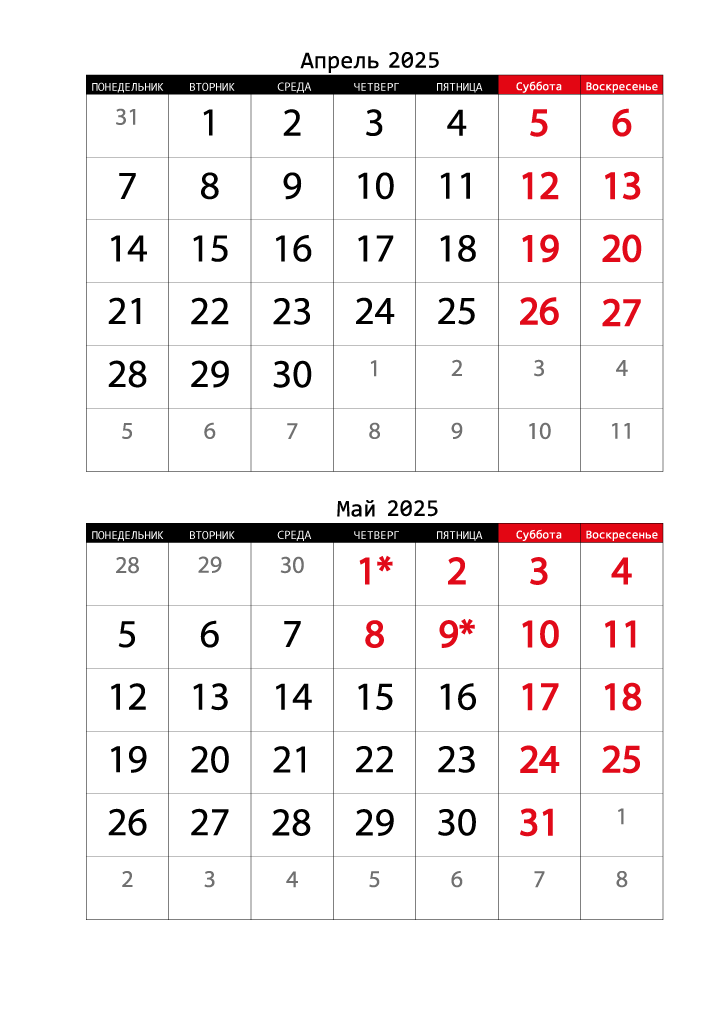 Апрель 2025
ПОНЕДЕЛЬНИК ВТОРНИК СРЕДА ЧЕТВЕРГ ПЯТНИЦА Суббота Воскресенье
31 1 2 3 4 5 6
7 8 9 10 11 12 13
14 15 16 17 18 19 20
21 22 23 24 25 26 27
28 29 30 1 2 3 4
5 6 7 8 9 10 11
Май 2025
ПОНЕДЕЛЬНИК ВТОРНИК СРЕДА ЧЕТВЕРГ ПЯТНИЦА Суббота Воскресенье
28 29 30 1* 2 3 4
5 6 7 8 9* 10 11
12 13 14 15 16 17 18
19 20 21 22 23 24 25
26 27 28 29 30 31 1
2 3 4 5 6 7 8